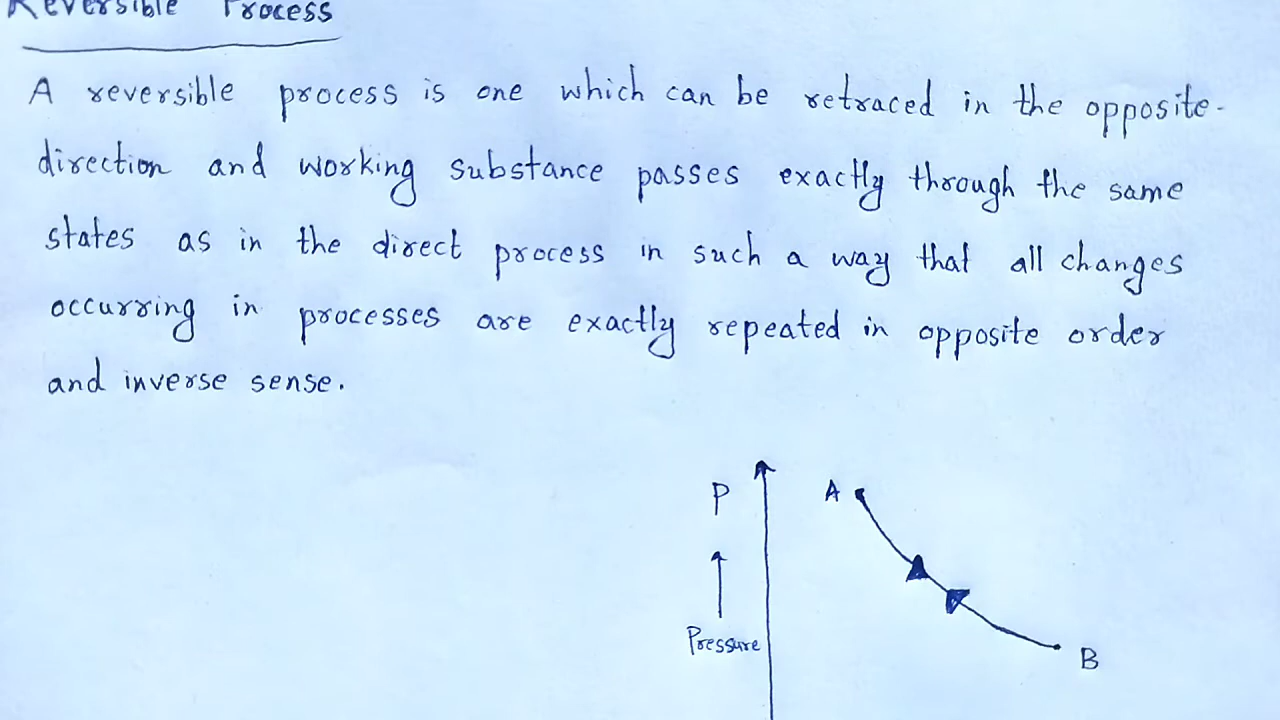 Reversible Process
A reversible process is one which can be retraced in the opposite-
direction and working substance passes exactly through the same
states as in the direct process in such a way that all changes
occurring in processes are exactly repeated in opposite order
and inverse sense.
P
A
Pressure
B